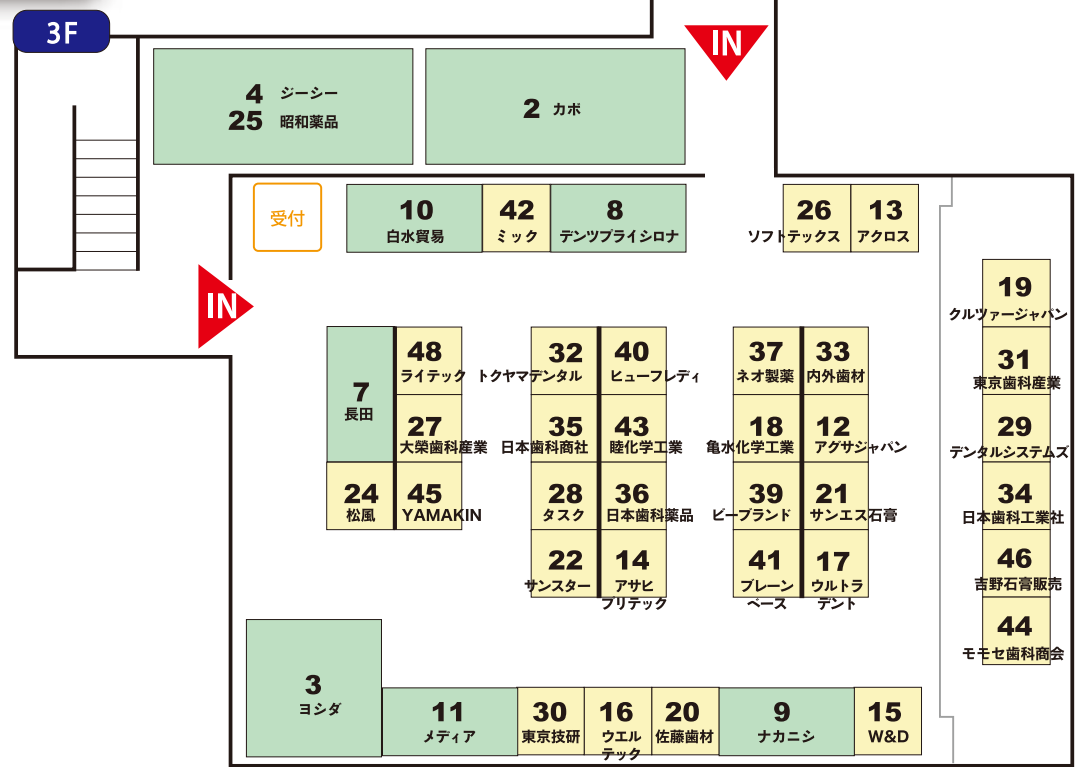 3F
IN
4 ジーシー
25 昭和薬品
2 カボ
受付
10
白水貿易
42
ミック
8
デンツプライシロナ
26
ソフトテックス
13
アクロス
IN
19
クルツァージャパン
31
東京歯科産業
29
デンタルシステムズ
34
日本歯科工業社
46
吉野石膏販売
44
モモセ歯科商会
7
長田
48
ライテック
27
大榮歯科産業
24
松風
45
YAMAKIN
32
トクヤマデンタル
40
ヒューフレディ
35
日本歯科商社
43
睦化学工業
28
タスク
36
日本歯科薬品
22
サンスター
14
アサヒ
プリテック
37
ネオ製薬
33
内外歯材
18
亀水化学工業
12
アグサジャパン
39
ビーブランド
21
サンエス石膏
41
ブレーン
ベース
17
ウルトラ
デント
3
ヨシダ
11
メディア
30
東京技研
16
ウエル
テック
20
佐藤歯材
9
ナカニシ
15
W&D